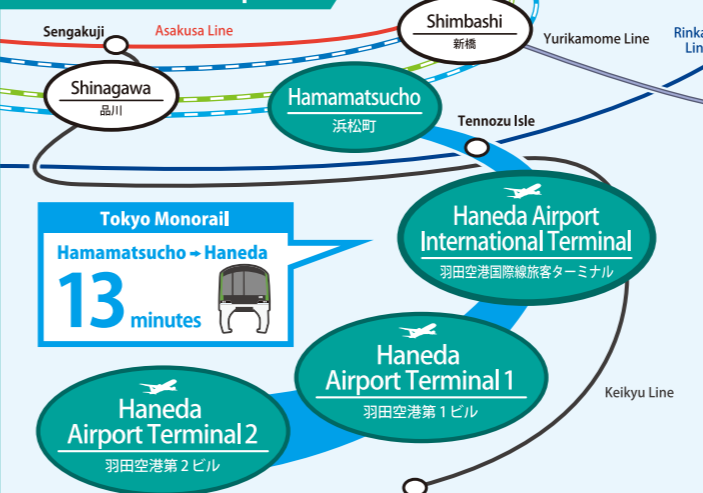 Sengakuji
Asakusa Line
Shimbashi
新橋
Yurikamome Line
Shinagawa
品川
Hamamatsucho
浜松町
Tennozu Isle
Haneda Airport
International Terminal
羽田空港国際線旅客ターミナル
Tokyo Monorail
Hamamatsucho → Haneda
13 minutes
Haneda
Airport Terminal 1
羽田空港第1ビル
Keikyu Line
Haneda
Airport Terminal 2
羽田空港第2ビル